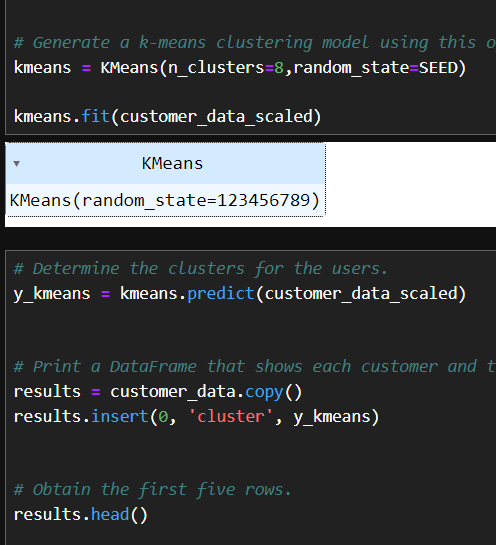 # Generate a k-means clustering model using this o
kmeans = KMeans(n_clusters=8,random_state=SEED)
kmeans.fit(customer_data_scaled)
▾ KMeans
KMeans(random_state=123456789)
# Determine the clusters for the users.
y_kmeans = kmeans.predict(customer_data_scaled)
# Print a DataFrame that shows each customer and t
results = customer_data.copy()
results.insert(0, 'cluster', y_kmeans)
# Obtain the first five rows.
results.head()